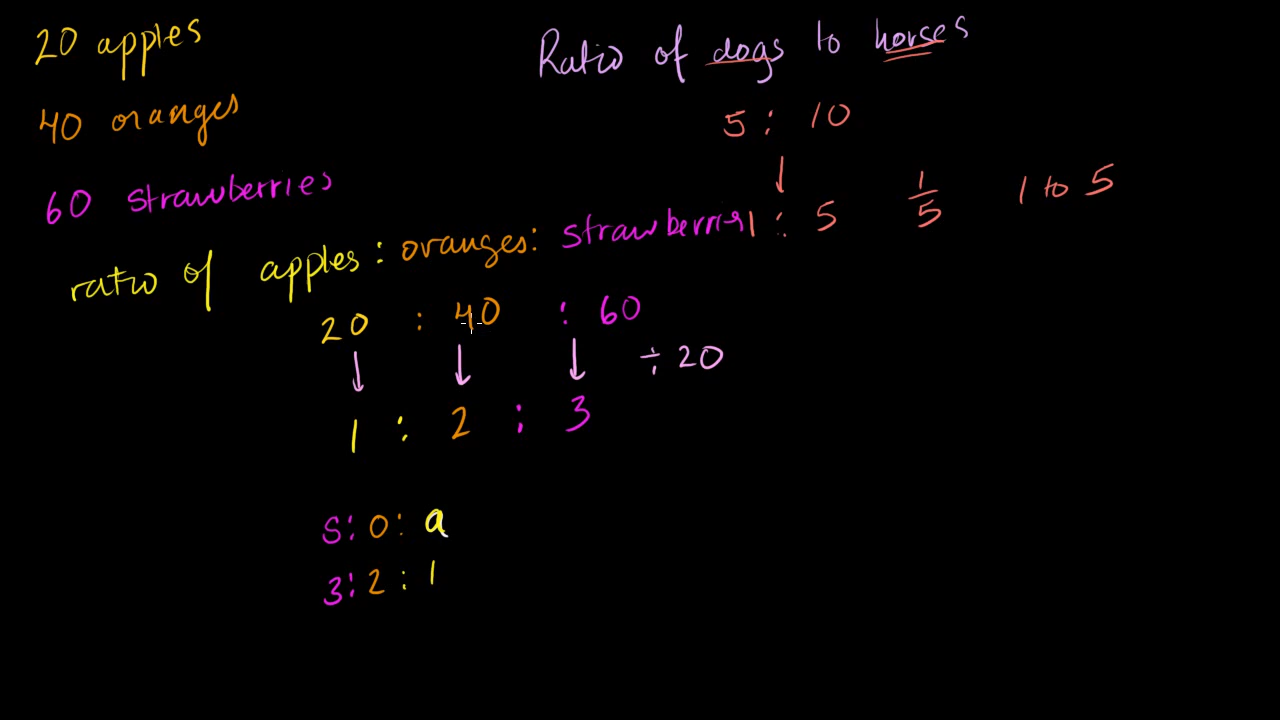 20 apples
40 oranges
60 strawberries
ratio of apples : oranges : strawberries
20 : 40 : 60
÷ 20
1 : 2 : 3
S : O : a
3 : 2 : 1
Ratio of dogs to horses
5 : 10
1 : 5 1/5 1 to 5